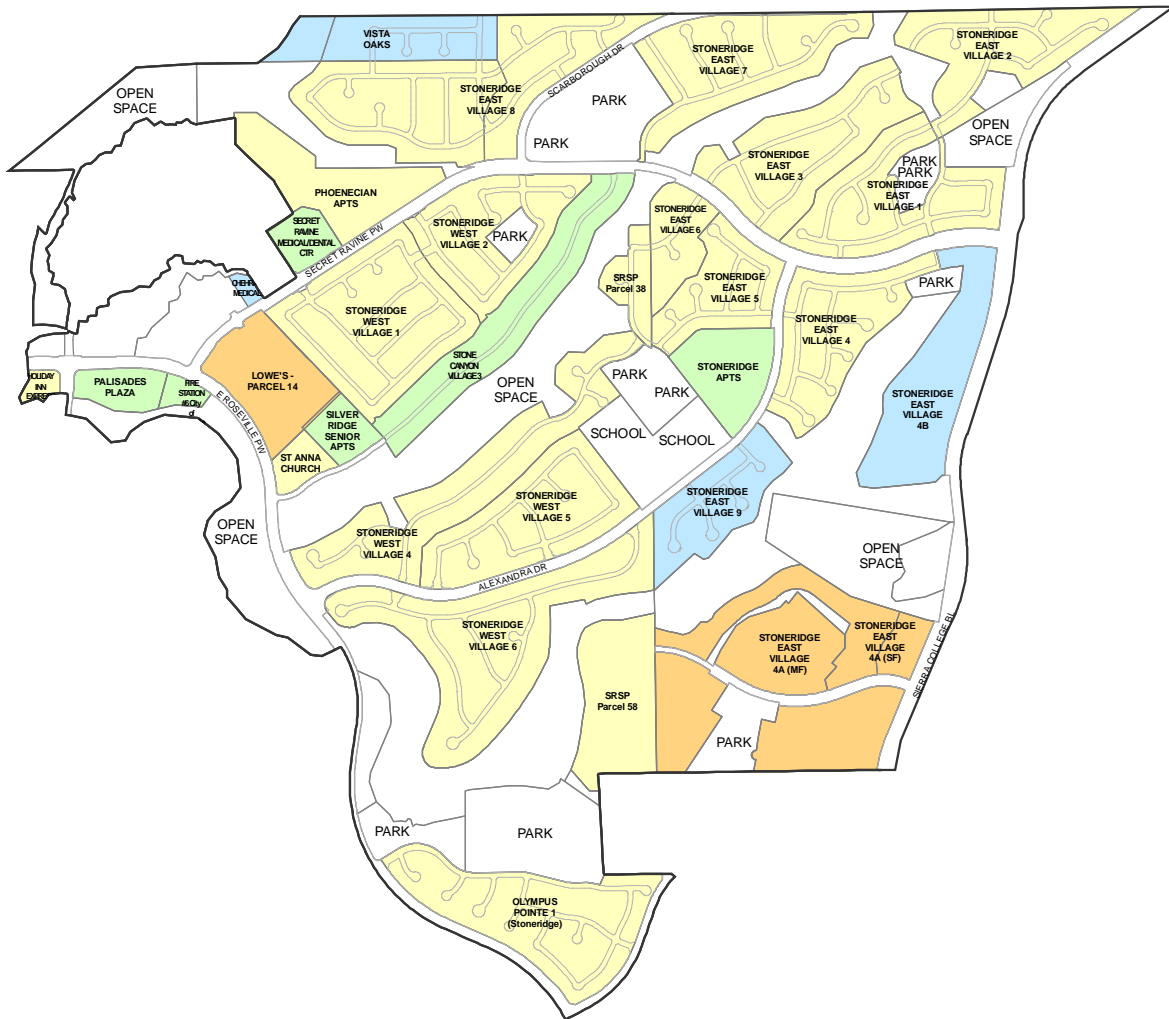 VISTA
OAKS
STONERIDGE
EAST
VILLAGE 7
STONERIDGE
EAST
VILLAGE 2
SCARBOROUGH DR
OPEN
SPACE
STONERIDGE
EAST
VILLAGE 8
PARK
PARK
OPEN
SPACE
STONERIDGE
EAST
VILLAGE 3
PARK
PARK
STONERIDGE
EAST
VILLAGE 1
PHOENECIAN
APTS
SECRET
RAVINE
MEDICAL/DENTAL
CTR
SECRET RAVINE PW
STONERIDGE
WEST
VILLAGE 2
PARK
STONERIDGE
EAST
VILLAGE 6
SRSP
Parcel 38
STONERIDGE
EAST
VILLAGE 5
PARK
MEDICAL
STONERIDGE
WEST
VILLAGE 1
STONERIDGE
EAST
VILLAGE 4
HOLIDAY
INN
PALISADES
PLAZA
FIRE
STATION
LOWE'S -
PARCEL 14
E ROSEVILLE PW
STONE
CANYON
VILLAGE 3
OPEN
SPACE
PARK
PARK
STONERIDGE
APTS
STONERIDGE
EAST
VILLAGE
4B
SILVER
RIDGE
SENIOR
APTS
ST ANNA
CHURCH
SCHOOL
SCHOOL
STONERIDGE
EAST
VILLAGE 9
STONERIDGE
WEST
VILLAGE 5
OPEN
SPACE
STONERIDGE
WEST
VILLAGE 4
ALEXANDRA DR
OPEN
SPACE
STONERIDGE
WEST
VILLAGE 6
STONERIDGE
EAST
VILLAGE
4A (MF)
STONERIDGE
EAST
VILLAGE
4A (SF)
SIERRA COLLEGE BL
SRSP
Parcel 58
PARK
PARK
PARK
OLYMPUS
POINTE 1
(Stoneridge)